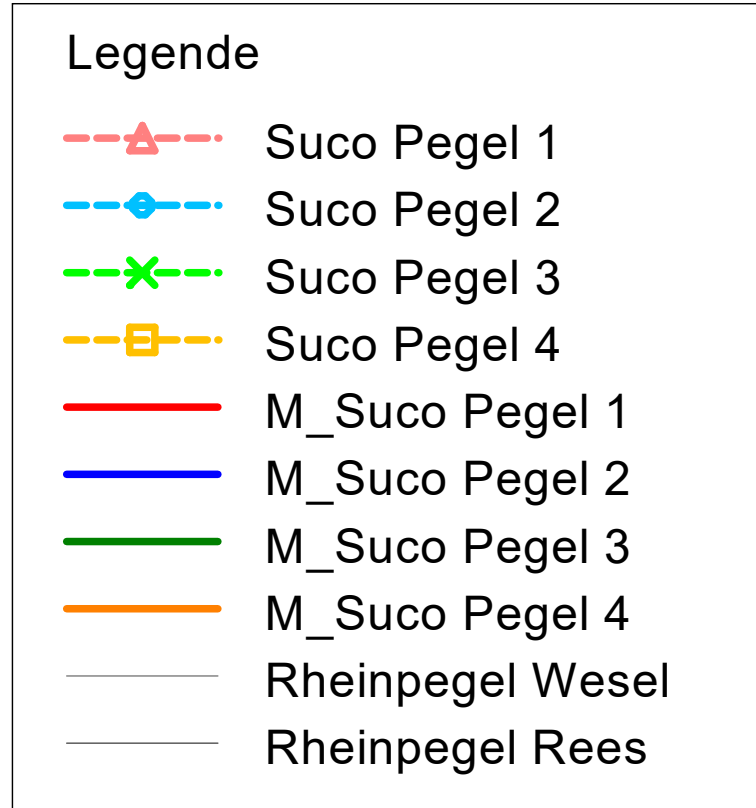 Legende
Suco Pegel 1
Suco Pegel 2
Suco Pegel 3
Suco Pegel 4
M_Suco Pegel 1
M_Suco Pegel 2
M_Suco Pegel 3
M_Suco Pegel 4
Rheinpegel Wesel
Rheinpegel Rees